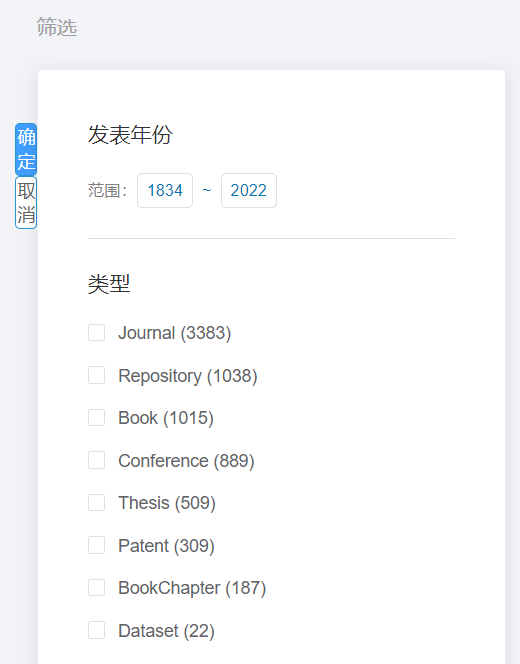 筛选
发表年份
确
定
范围： 1834 ~ 2022
取
消
类型
Journal (3383)
Repository (1038)
Book (1015)
Conference (889)
Thesis (509)
Patent (309)
BookChapter (187)
Dataset (22)